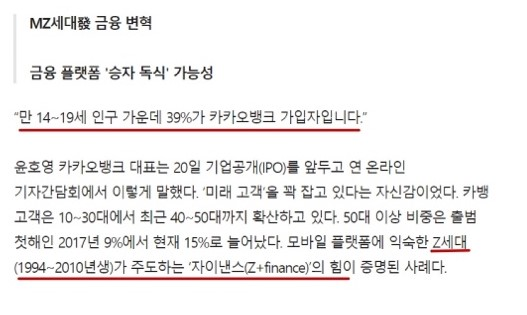 MZ세대發 금융 변혁
금융 플랫폼 '승자 독식' 가능성
“만 14~19세 인구 가운데 39%가 카카오뱅크 가입자입니다.”
윤호영 카카오뱅크 대표는 20일 기업공개(IPO)를 앞두고 연 온라인
기자간담회에서 이렇게 말했다. ‘미래 고객’을 꽉 잡고 있다는 자신감이었다. 카뱅
고객은 10~30대에서 최근 40~50대까지 확산하고 있다. 50대 이상 비중은 출범
첫해인 2017년 9%에서 현재 15%로 늘어났다. 모바일 플랫폼에 익숙한 Z세대
(1994~2010년생)가 주도하는 ‘자이낸스(Z+finance)’의 힘이 증명된 사례다.